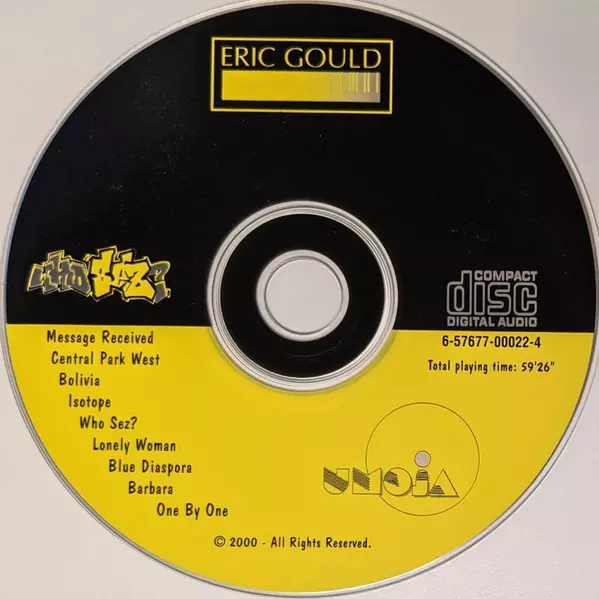 ERIC GOULD
WHO SEZ?
COMPACT
disc
DIGITAL AUDIO
6-57677-00022-4
Total playing time: 59'26"
Message Received
Central Park West
Bolivia
Isotope
Who Sez?
Lonely Woman
Blue Diaspora
Barbara
One By One
UMOJA
© 2000 - All Rights Reserved.